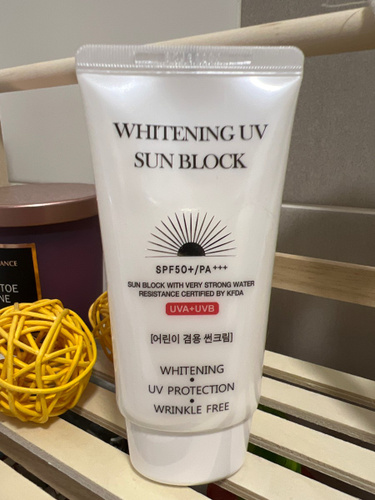 WHITENING UV
SUN BLOCK
SPF50+/PA+++
SUN BLOCK WITH VERY STRONG WATER
RESISTANCE CERTIFIED BY KFDA
UVA+UVB
[어린이 겸용 썬크림]
WHITENING
•
UV PROTECTION
•
WRINKLE FREE